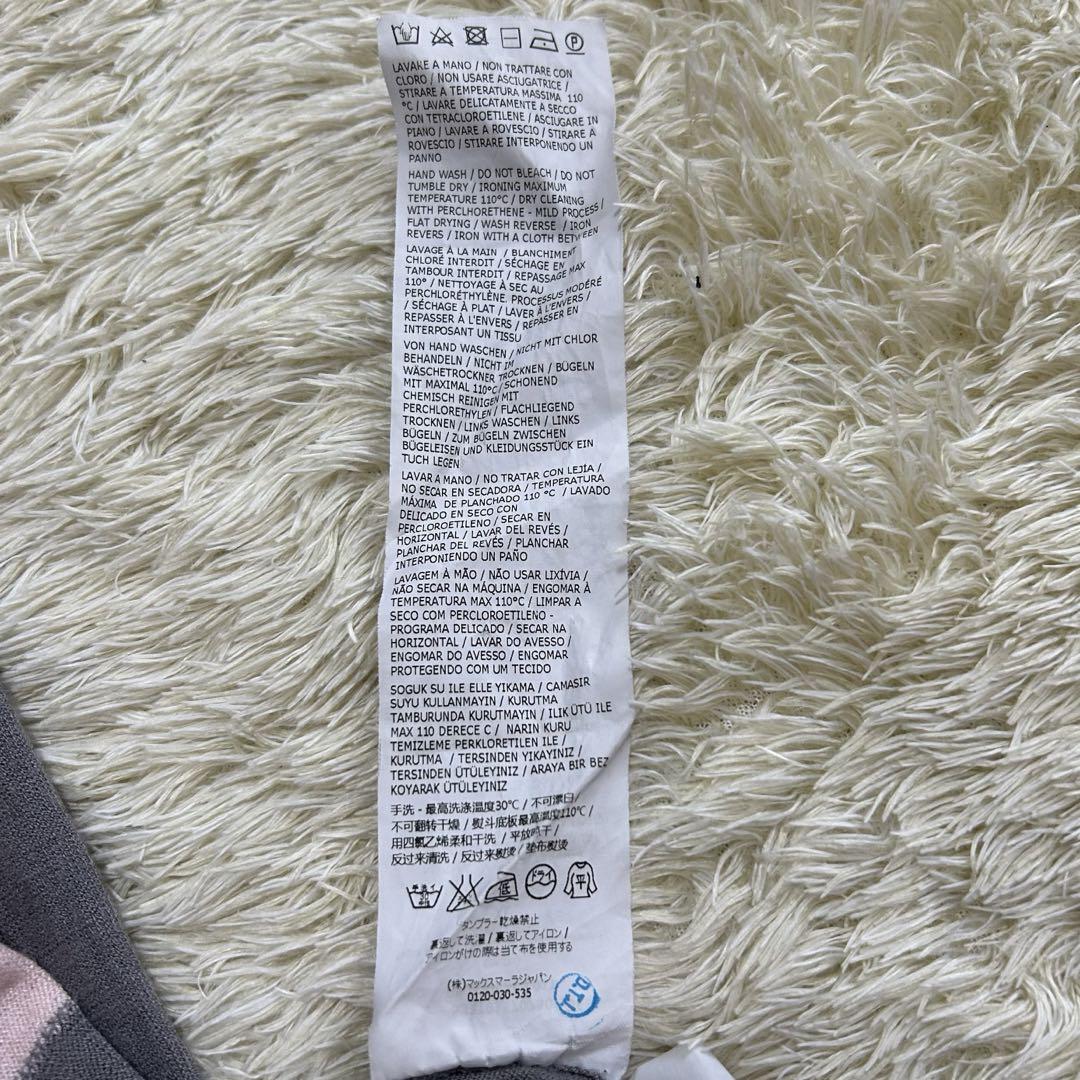 P
LAVARE A MANO / NON TRATTARE CON
CLORO / NON USARE ASCIUGATRICE /
STIRARE A TEMPERATURA MASSIMA 110
°C / LAVARE DELICATAMENTE A SECCO
CON TETRACLOROETILENE / ASCIUGARE IN
PIANO / LAVARE A ROVESCIO / STIRARE A
ROVESCIO / STIRARE INTERPONENDO UN
PANNO
HAND WASH / DO NOT BLEACH / DO NOT
TUMBLE DRY / IRONING MAXIMUM
TEMPERATURE 110°C / DRY CLEANING
WITH PERCLHORETHENE - MILD PROCESS /
FLAT DRYING / WASH REVERSE / IRON
REVERS / IRON WITH A CLOTH BETWEEN
LAVAGE À LA MAIN / BLANCHIMENT
CHLORÉ INTERDIT / SÉCHAGE EN
TAMBOUR INTERDIT / REPASSAGE MAX
110° / NETTOYAGE À SEC AU
PERCHLORÉTHYLÈNE. PROCESSUS MODÉRÉ
/ SÉCHAGE À PLAT / LAVER À L'ENVERS /
REPASSER À L'ENVERS / REPASSER EN
INTERPOSANT UN TISSU
VON HAND WASCHEN / NICHT MIT CHLOR
BEHANDELN / NICHT IM
WÄSCHETROCKNER TROCKNEN / BÜGELN
MIT MAXIMAL 110°C / SCHONEND
CHEMISCH REINIGEN MIT
PERCHLORETHYLEN / FLACHLIEGEND
TROCKNEN / LINKS WASCHEN / LINKS
BÜGELN / ZUM BÜGELN ZWISCHEN
BÜGELEISEN UND KLEIDUNGSSTÜCK EIN
TUCH LEGEN
LAVAR A MANO / NO TRATAR CON LEJÍA /
NO SECAR EN SECADORA / TEMPERATURA
MÁXIMA DE PLANCHADO 110 °C / LAVADO
DELICADO EN SECO CON
PERCLOROETILENO / SECAR EN
HORIZONTAL / LAVAR DEL REVÉS /
PLANCHAR DEL REVÉS / PLANCHAR
INTERPONIENDO UN PAÑO
LAVAGEM À MÃO / NÃO USAR LIXÍVIA /
NÃO SECAR NA MÁQUINA / ENGOMAR À
TEMPERATURA MAX 110°C / LIMPAR A
SECO COM PERCLOROETILENO -
PROGRAMA DELICADO / SECAR NA
HORIZONTAL / LAVAR DO AVESSO /
ENGOMAR DO AVESSO / ENGOMAR
PROTEGENDO COM UM TECIDO
SOGUK SU ILE ELLE YIKAMA / CAMASIR
SUYU KULLANMAYIN / KURUTMA
TAMBURUNDA KURUTMAYIN / ILIK ÜTÜ ILE
MAX 110 DERECE C / NARIN KURU
TEMIZLEME PERKLORETILEN ILE /
KURUTMA / TERSINDEN YIKAYINIZ /
TERSINDEN ÜTÜLEYINIZ / ARAYA BIR BEZ
KOYARAK ÜTÜLEYINIZ
手洗 - 最高洗涤温度30℃ / 不可漂白/
不可翻转干燥 / 熨斗底板最高温度110℃ /
用四氯乙烯柔和干洗 / 平放晾干 /
反过来清洗 / 反过来熨烫 / 垫布熨烫
手洗イ 低 ドライ 平
タンブラー乾燥禁止
裏返して洗濯 / 裏返してアイロン /
アイロンがけの際は当て布を使用する
(株)マックスマーラジャパン
0120-030-535